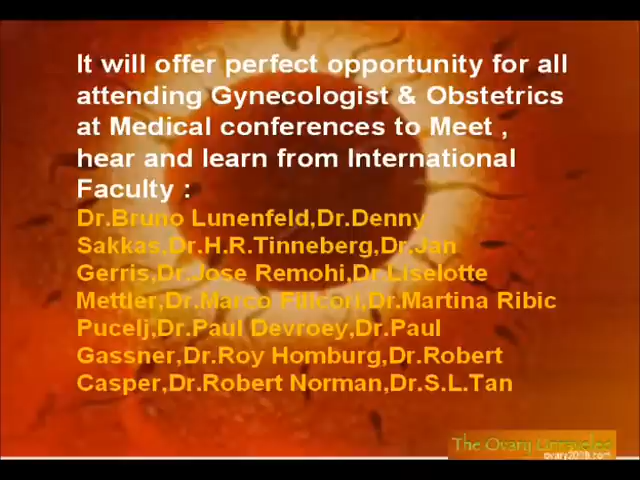 It will offer perfect opportunity for all
attending Gynecologist & Obstetrics
at Medical conferences to Meet ,
hear and learn from International
Faculty :
Dr.Bruno Lunenfeld,Dr.Denny
Sakkas,Dr.H.R.Tinneberg,Dr.Jan
Gerris,Dr.Jose Remohi,Dr.Liselotte
Mettler,Dr.Marco Filicori,Dr.Martina Ribic
Pucelj,Dr.Paul Devroey,Dr.Paul
Gassner,Dr.Roy Homburg,Dr.Robert
Casper,Dr.Robert Norman,Dr.S.L.Tan
The Ovary Unraveled
ovary2009.com